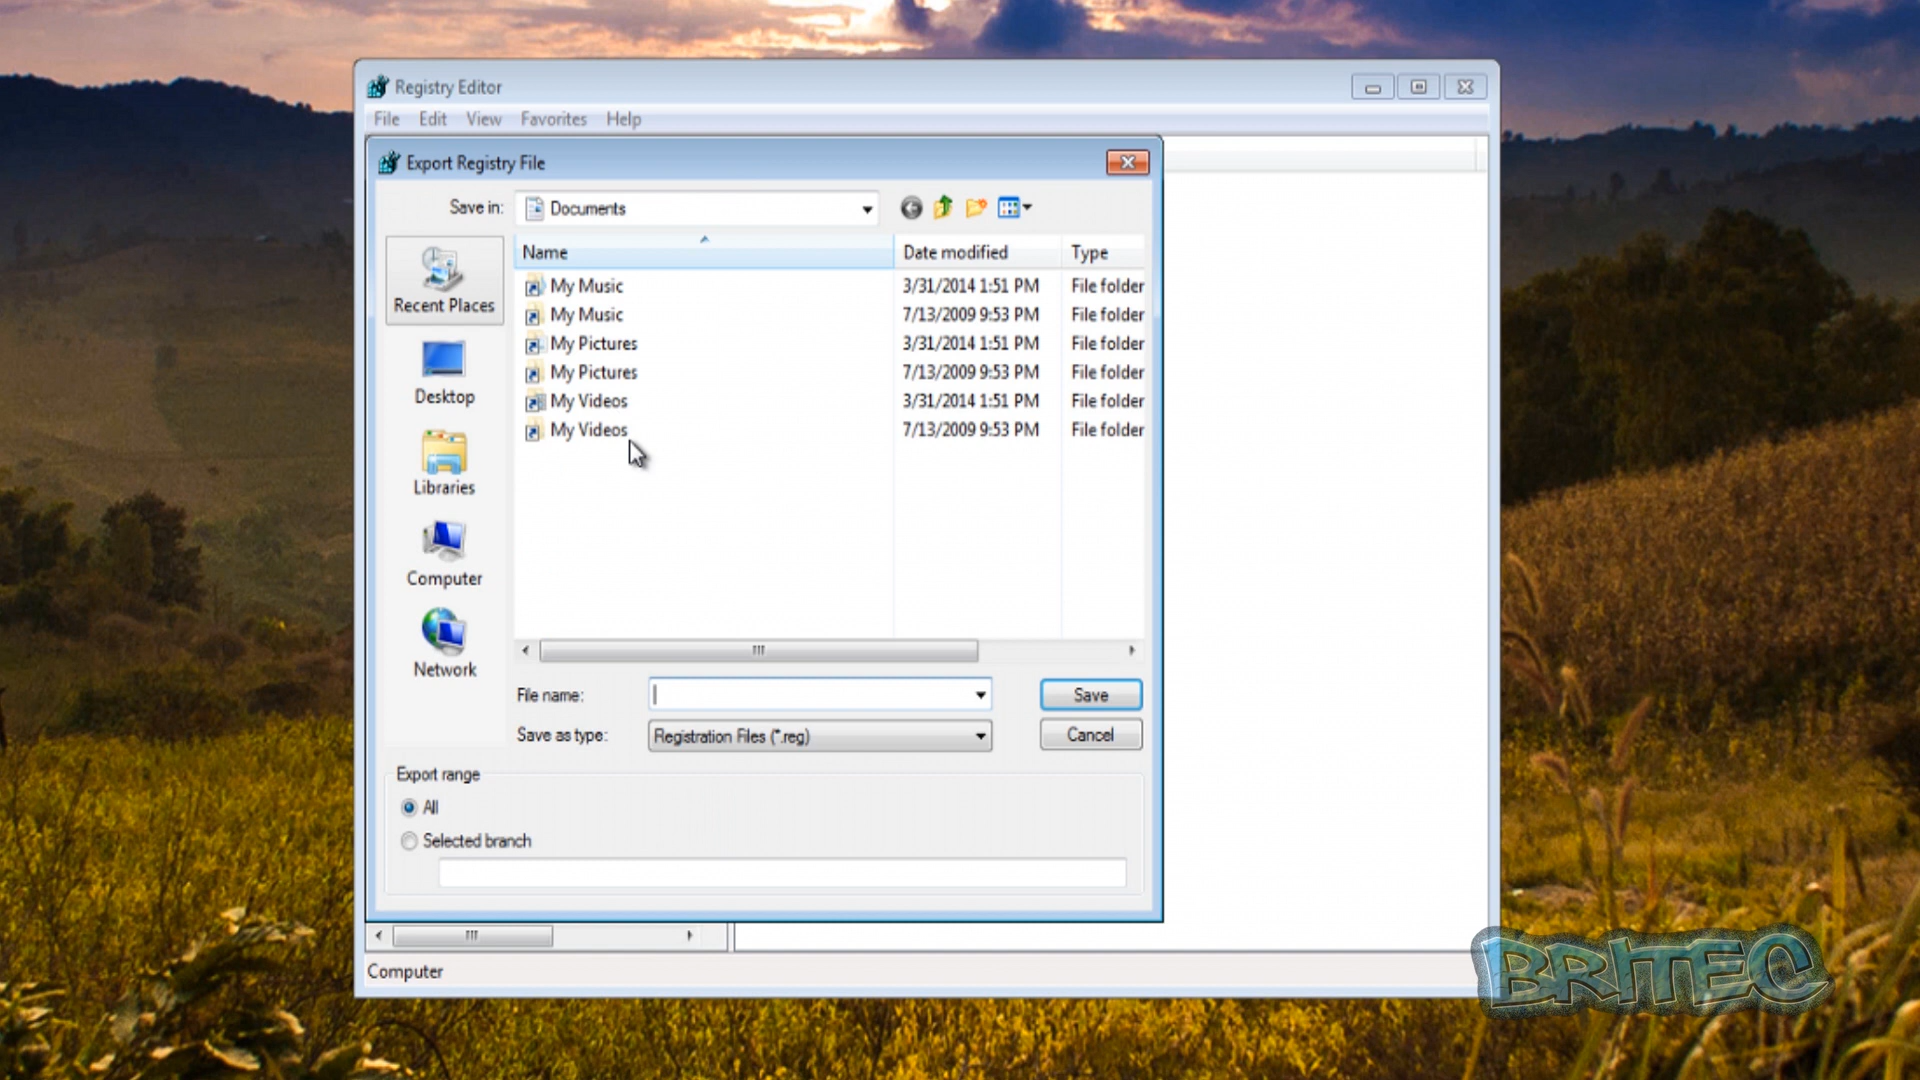 Registry Editor
File Edit View Favorites Help
Export Registry File
Save in: Documents
Name Date modified Type
My Music 3/31/2014 1:51 PM File folder
My Music 7/13/2009 9:53 PM File folder
My Pictures 3/31/2014 1:51 PM File folder
My Pictures 7/13/2009 9:53 PM File folder
My Videos 3/31/2014 1:51 PM File folder
My Videos 7/13/2009 9:53 PM File folder
Recent Places
Desktop
Libraries
Computer
Network
File name: Save
Save as type: Registration Files (*.reg) Cancel
Export range
All
Selected branch
Computer
BRITEC